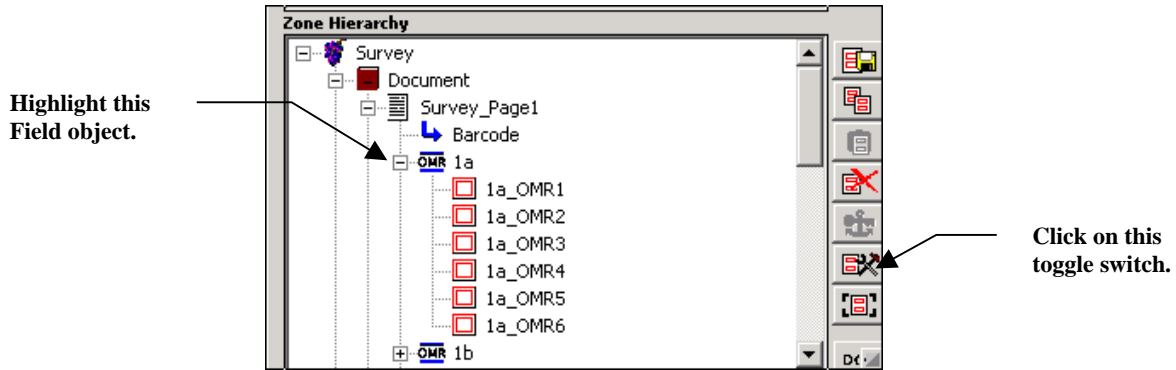 Zone Hierarchy
Survey
Document
Highlight this
Field object.
Survey_Page1
Barcode
OMR 1a
1a_OMR1
1a_OMR2
1a_OMR3
1a_OMR4
1a_OMR5
1a_OMR6
OMR 1b
Click on this
toggle switch.